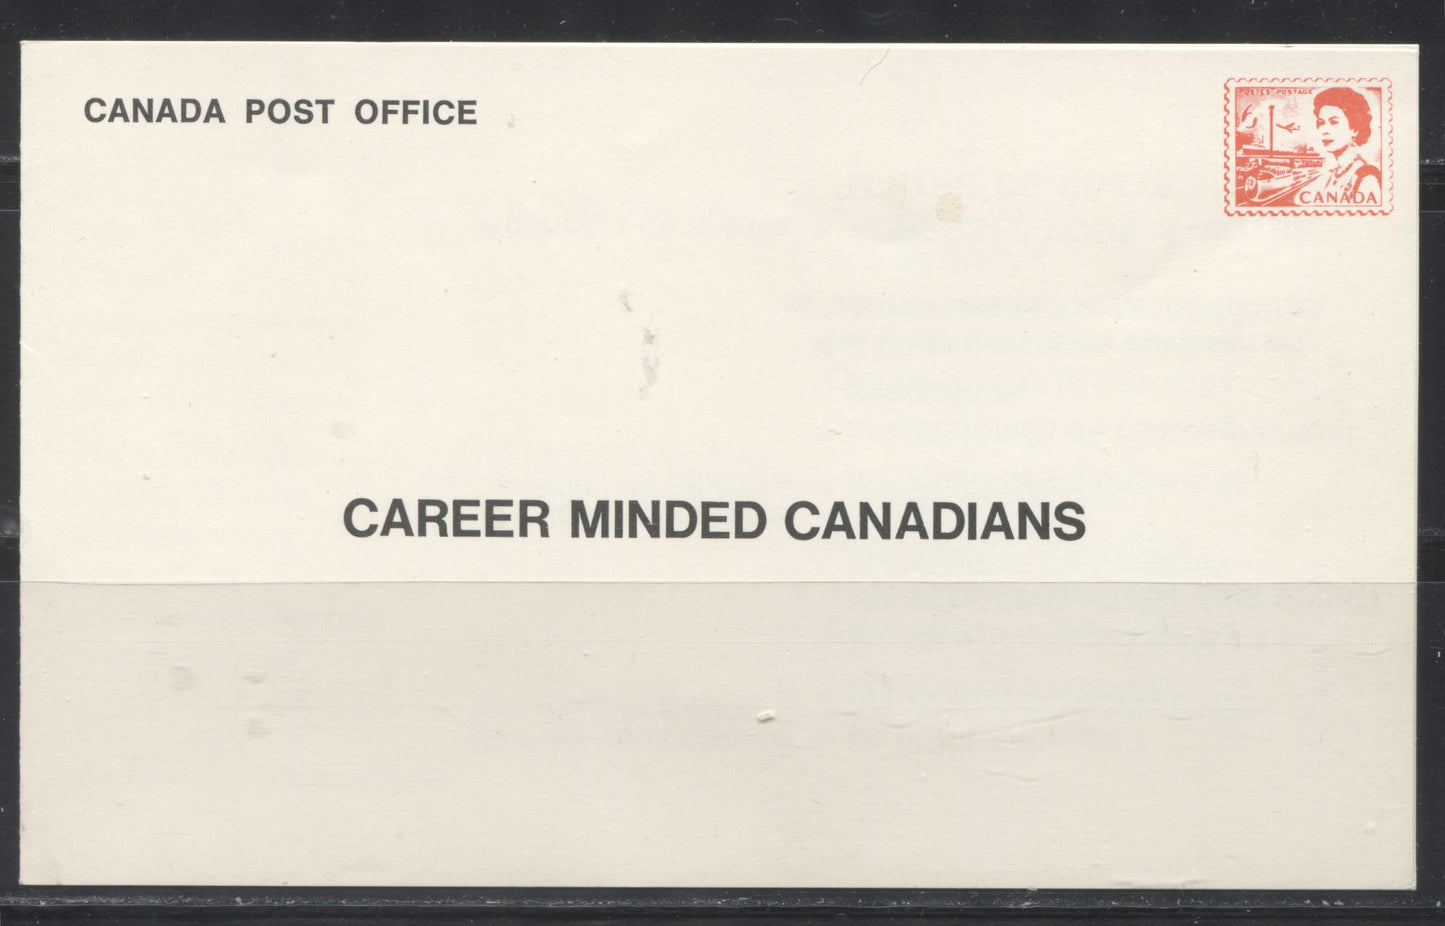 CANADA POST OFFICE
POSTES POSTAGE
6
CANADA
CAREER MINDED CANADIANS